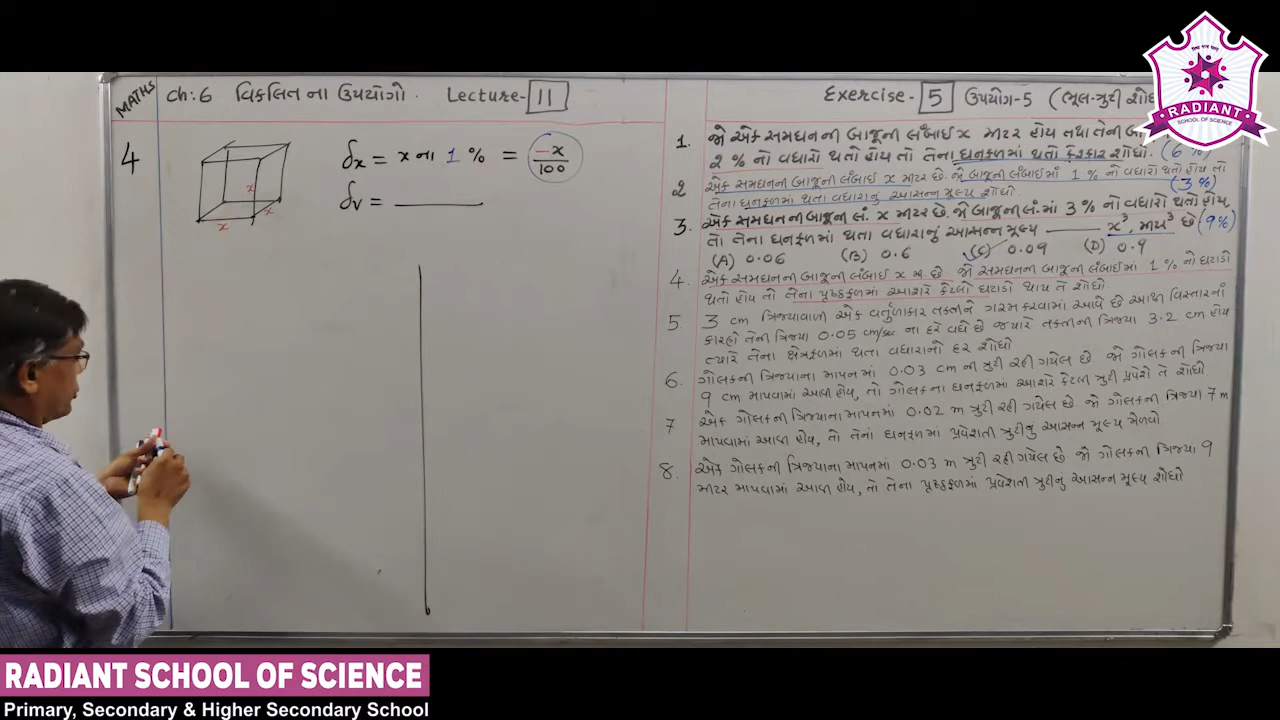 MATHS
Ch:6 વિકલિત ના ઉપયોગો. Lecture-11
4
δx = x ના 1 % = -x/100
δv =
x
x
x
Exercise-5 ઉપયોગ-5 (ભૂલ-ત્રુટી શોધ
1. જો એક સમઘનની બાજૂની લંબાઈ x મીટર હોય તથા તેની બા
2 % નો વધારો થતો હોય તો તેના ઘનફળમાં થતો ફેરફાર શોધો. (6 %)
2 એક સમઘનની બાજૂની લંબાઈ x મીટર છે. જો બાજૂની લંબાઈમાં 1 % નો વધારો થતો હોય તો
તેના ઘનફળમાં થતા વધારાનું આસન્ન મૂલ્ય શોધો. (3 %)
3. એક સમઘનની બાજૂની લં. x મીટર છે. જો બાજૂની લં.માં 3 % નો વધારો થતો હોય,
તો તેના ઘનફળમાં થતા વધારાનું આસન્ન મૂલ્ય x³, મીટર³ છે (9%)
(A) 0.06 (B) 0.6 (C) 0.09 (D) 0.9
4 એક સમઘનની બાજૂની લંબાઈ x મી. છે. જો સમઘનની બાજૂની લંબાઈમાં 1 % નો ઘટાડો
થતો હોય તો તેના પૃષ્ઠફળમાં આશરે કેટલો ઘટાડો થાય તે શોધો.
5. 3 cm ત્રિજ્યાવાળી એક વર્તુળાકાર તક્તીને ગરમ કરવામાં આવે છે આથી વિસ્તારનાં
કારણે તેની ત્રિજ્યા 0.05 cm/sec ના દરે વધે છે જ્યારે તક્તીની ત્રિજ્યા 3.2 cm હોય
ત્યારે તેના ક્ષેત્રફળમાં થતા વધારાનો દર શોધો
6. ગોલકની ત્રિજ્યાના માપનમાં 0.03 cm ની ત્રુટી રહી ગયેલ છે. જો ગોલકની ત્રિજ્યા
9 cm માપવામાં આવી હોય, તો ગોલકના ઘનફળમાં આશરે કેટલી ત્રુટી પ્રવેશે તે શોધો
7 એક ગોલકની ત્રિજ્યાના માપનમાં 0.02 m ત્રુટી રહી ગયેલ છે. જો ગોલકની ત્રિજ્યા 7 m
માપવામાં આવી હોય, તો તેનાં ઘનફળમાં પ્રવેશતી ત્રુટીનું આસન્ન મૂલ્ય મેળવો
8. એક ગોલકની ત્રિજ્યાના માપનમાં 0.03 m ત્રુટી રહી ગયેલ છે જો ગોલકની ત્રિજ્યા 9
મીટર માપવામાં આવી હોય, તો તેના પૃષ્ઠફળમાં પ્રવેશતી ત્રુટીનું આસન્ન મૂલ્ય શોધો
RADIANT
SCHOOL OF SCIENCE
RADIANT SCHOOL OF SCIENCE
Primary, Secondary & Higher Secondary School